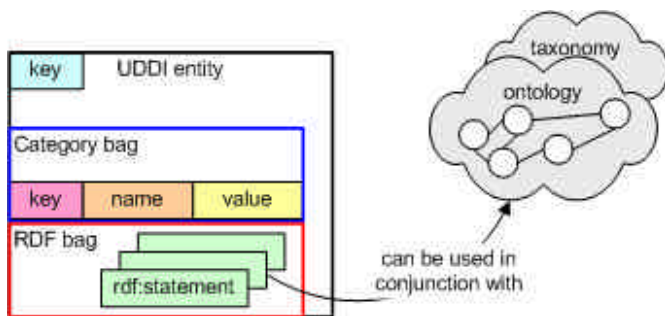 key UDDI entity
Category bag
key name value
RDF bag
rdf:statement
taxonomy
ontology
can be used in
conjunction with